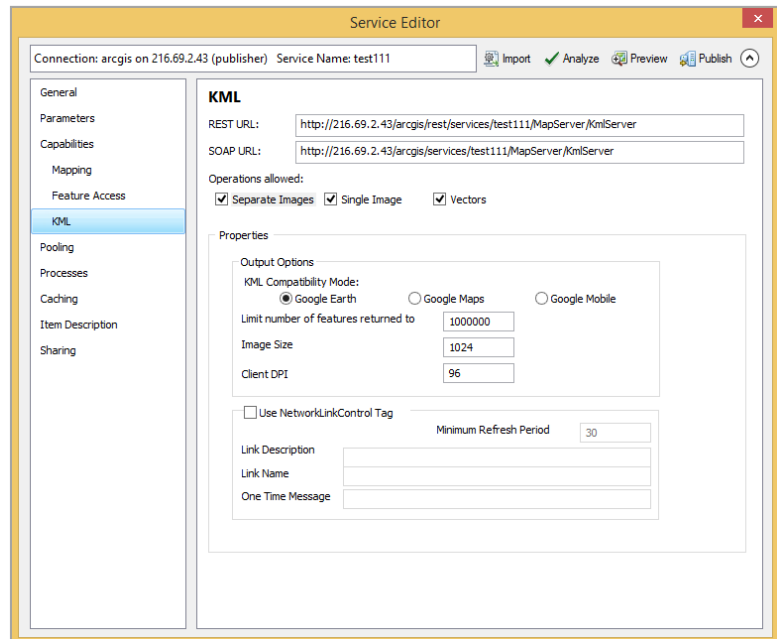 Service Editor
Connection: arcgis on 216.69.2.43 (publisher) Service Name: test111
Import Analyze Preview Publish
General
Parameters
Capabilities
Mapping
Feature Access
KML
Pooling
Processes
Caching
Item Description
Sharing
KML
REST URL: http://216.69.2.43/arcgis/rest/services/test111/MapServer/KmlServer
SOAP URL: http://216.69.2.43/arcgis/services/test111/MapServer/KmlServer
Operations allowed:
Separate Images Single Image Vectors
Properties
Output Options
KML Compatibility Mode:
Google Earth Google Maps Google Mobile
Limit number of features returned to 1000000
Image Size 1024
Client DPI 96
Use NetworkLinkControl Tag
Minimum Refresh Period 30
Link Description
Link Name
One Time Message